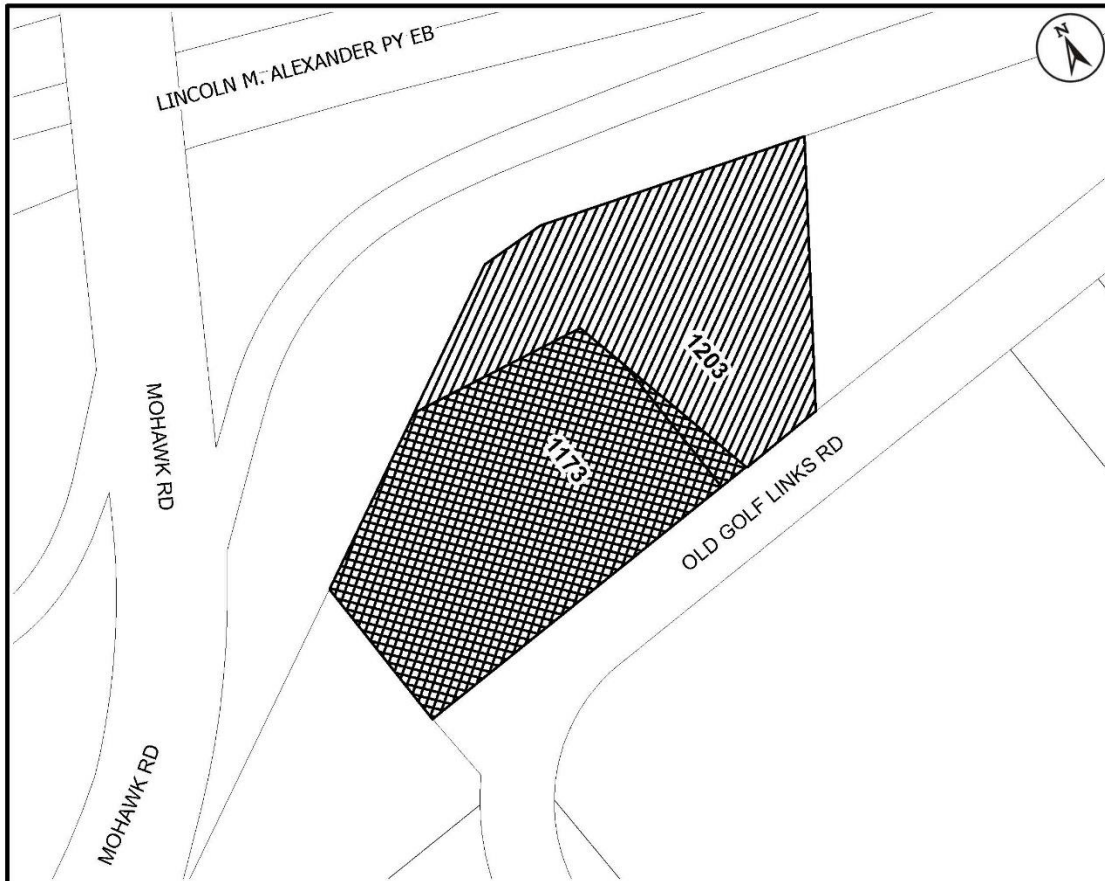 LINCOLN M. ALEXANDER PY EB
N
1203
MOHAWK RD
1173
OLD GOLF LINKS RD
MOHAWK RD